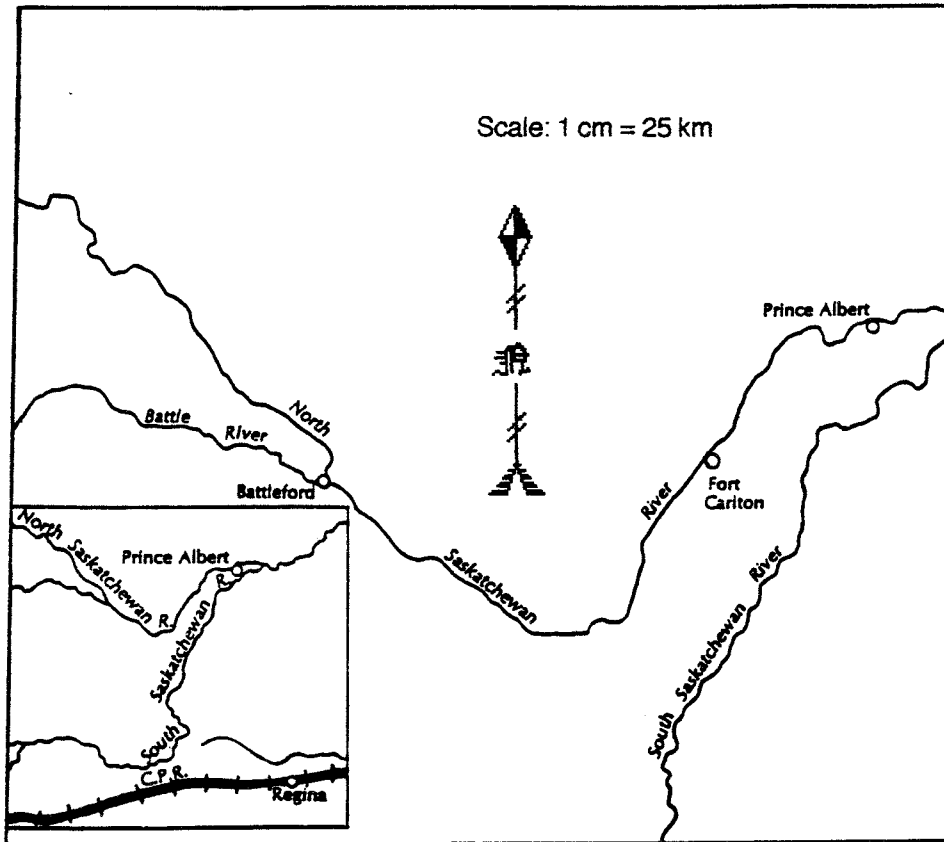 Scale: 1 cm = 25 km
Prince Albert
North
Battle
River
Battleford
River
Fort
Carlton
Saskatchewan
South Saskatchewan River
North Saskatchewan R.
Prince Albert
R.
Saskatchewan
South
C.P.R.
Regina